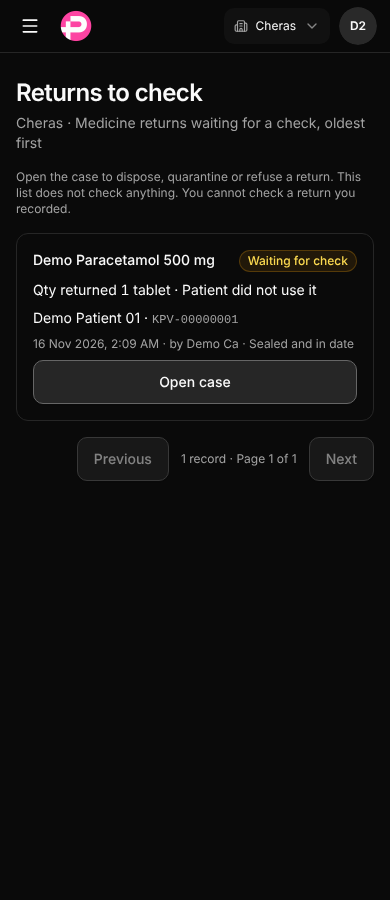 Cheras
D2
Returns to check
Cheras · Medicine returns waiting for a check, oldest
first
Open the case to dispose, quarantine or refuse a return. This
list does not check anything. You cannot check a return you
recorded.
Demo Paracetamol 500 mg
Waiting for check
Qty returned 1 tablet · Patient did not use it
Demo Patient 01 · KPV-00000001
16 Nov 2026, 2:09 AM · by Demo Ca · Sealed and in date
Open case
Previous
1 record · Page 1 of 1
Next